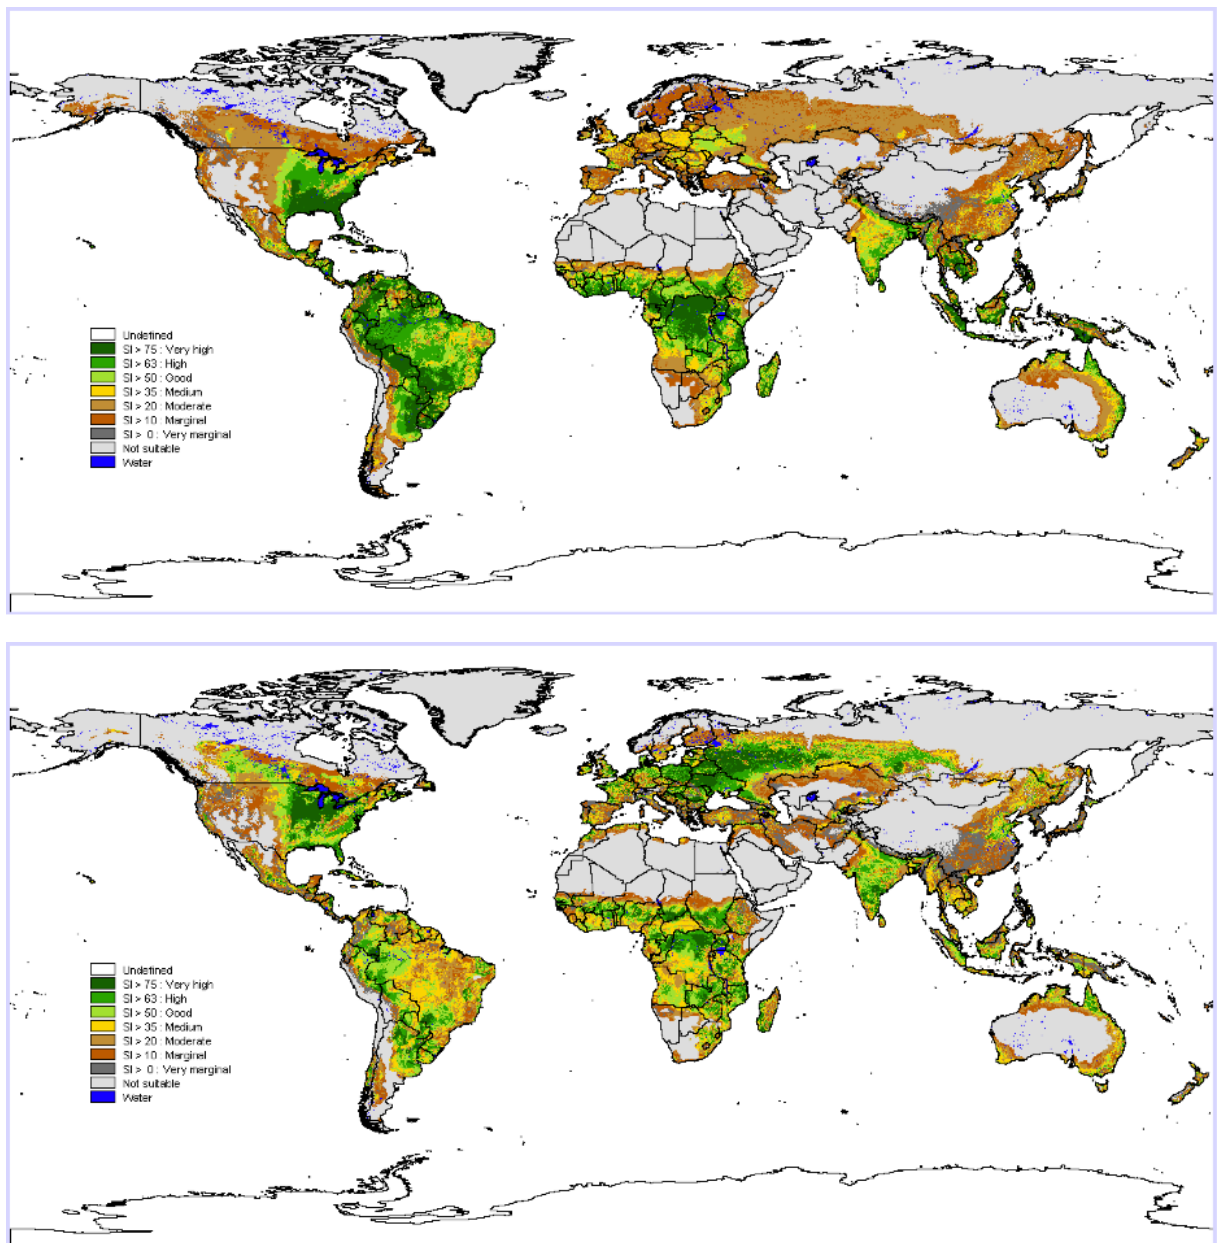 Undefined
SI > 75 : Very high
SI > 63 : High
SI > 50 : Good
SI > 35 : Medium
SI > 20 : Moderate
SI > 10 : Marginal
SI > 0 : Very marginal
Not suitable
Water
Undefined
SI > 75 : Very high
SI > 63 : High
SI > 50 : Good
SI > 35 : Medium
SI > 20 : Moderate
SI > 10 : Marginal
SI > 0 : Very marginal
Not suitable
Water